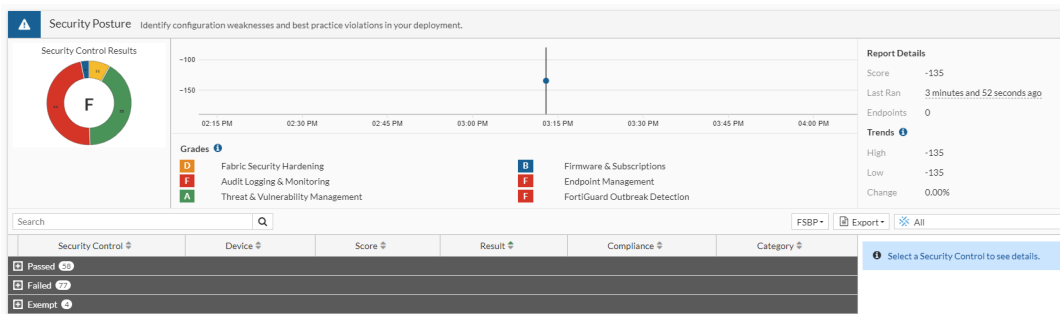 Security Posture Identify configuration weaknesses and best practice violations in your deployment.
Security Control Results
F
-100
-150
02:15 PM 02:30 PM 02:45 PM 03:00 PM 03:15 PM 03:30 PM 03:45 PM 04:00 PM
Grades
D Fabric Security Hardening
F Audit Logging & Monitoring
A Threat & Vulnerability Management
B Firmware & Subscriptions
F Endpoint Management
F FortiGuard Outbreak Detection
Report Details
Score -135
Last Ran 3 minutes and 52 seconds ago
Endpoints 0
Trends
High -135
Low -135
Change 0.00%
Search FSBP Export All
Security Control Device Score Result Compliance Category
Passed 58
Failed 77
Exempt 4
Select a Security Control to see details.